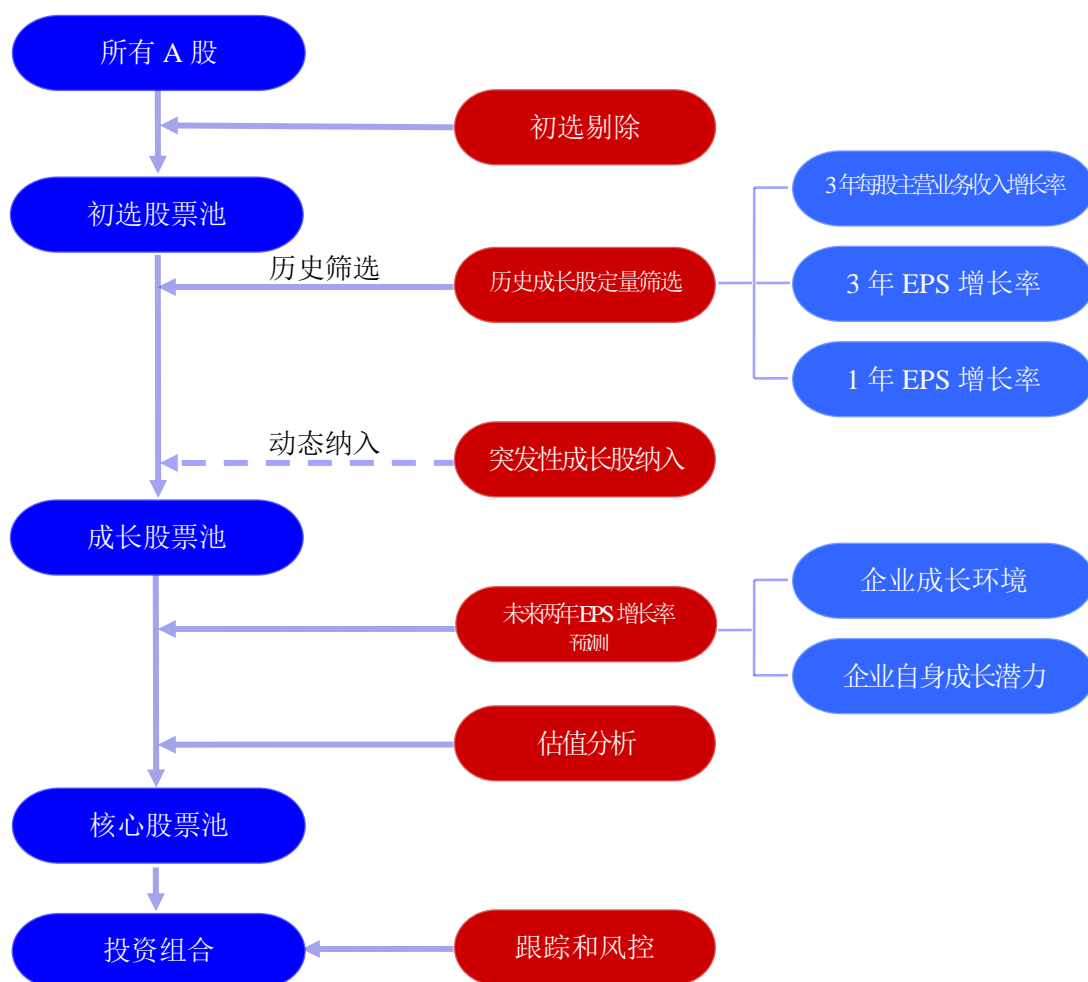 所有 A 股
初选剔除
3 年每股主营业务收入增长率
初选股票池
历史筛选
历史成长股定量筛选
3 年 EPS 增长率
1 年 EPS 增长率
动态纳入
突发性成长股纳入
成长股票池
企业成长环境
未来两年 EPS 增长率
预测
企业自身成长潜力
估值分析
核心股票池
投资组合
跟踪和风控